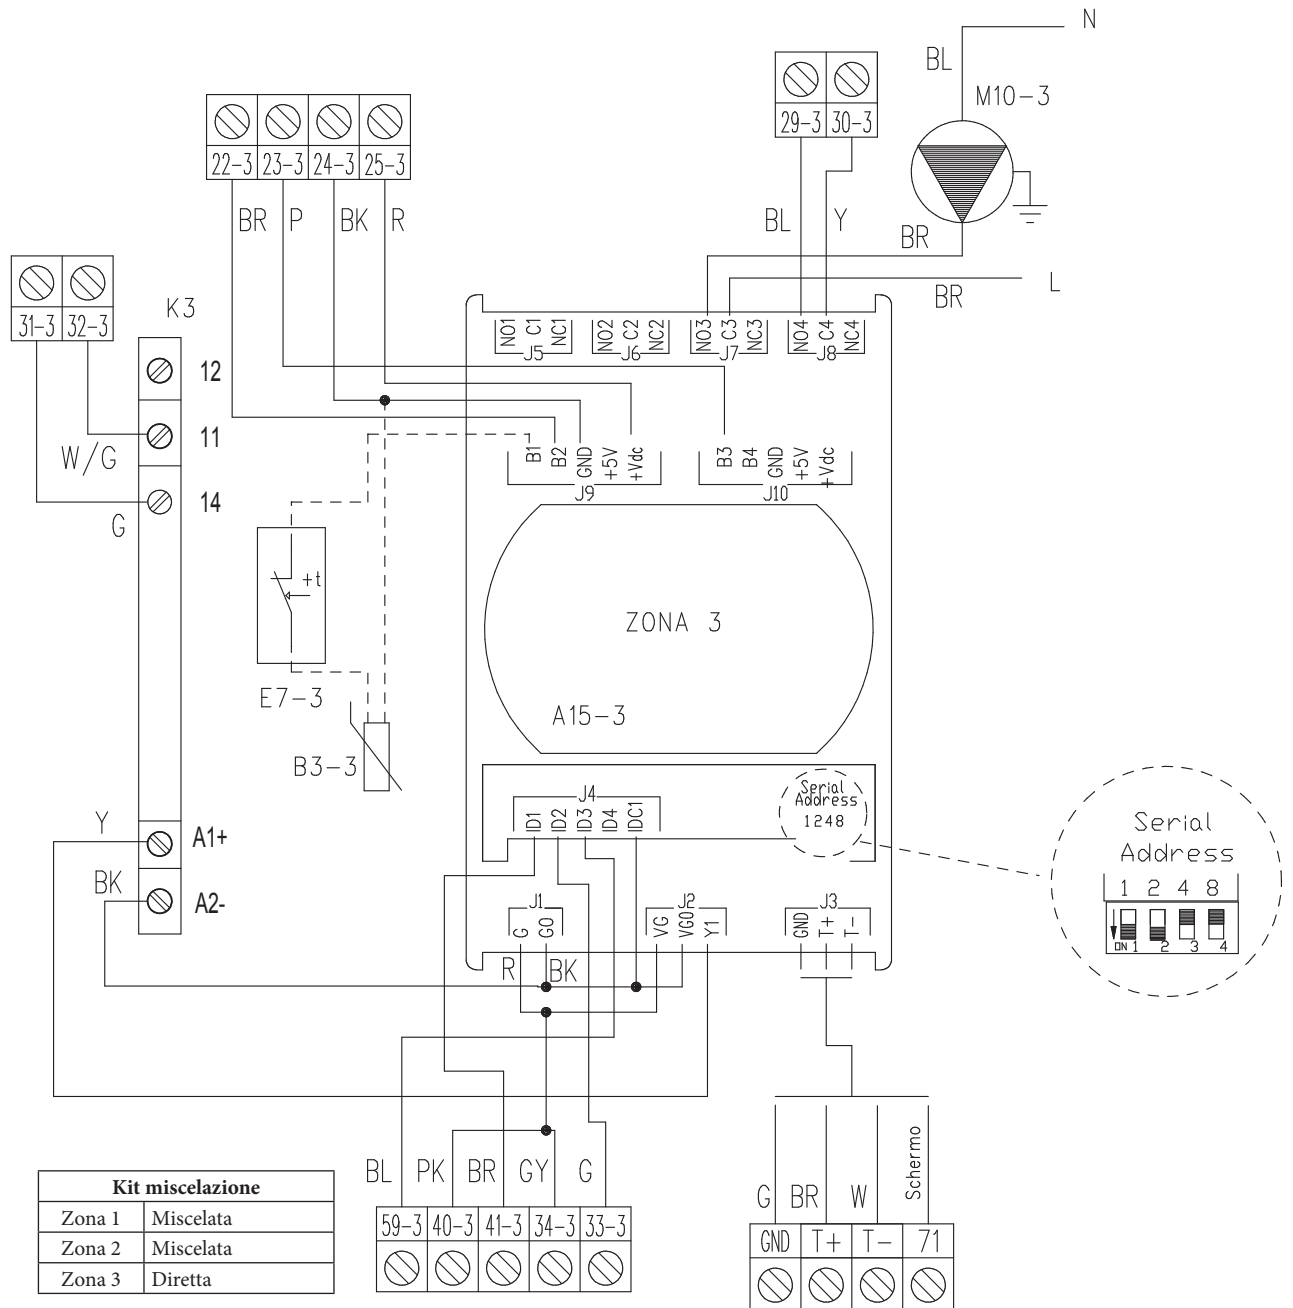 N
BL
M10-3
29-3 30-3
22-3 23-3 24-3 25-3
BR P BK R
BL Y
BR
L
BR
31-3 32-3
K3
12
11
14
W/G
G
NO1 C1 NC1
J5
NO2 C2 NC2
J6
NO3 C3 NC3
J7
NO4 C4 NC4
J8
B1 B2 GND +5V +Vdc
J9
B3 B4 GND +5V +Vdc
J10
+t
E7-3
B3-3
ZONA 3
A15-3
J4
ID1 ID2 ID3 ID4 IDC1
Serial
Address
1248
Serial
Address
1 2 4 8
ON 1 2 3 4
Y
A1+
BK
A2-
J1
G G0
J2
VG VG0 Y1
J3
GND T+ T-
R BK
BL PK BR GY G
59-3 40-3 41-3 34-3 33-3
G BR W Schermo
GND T+ T- 71
Kit miscelazione
Zona 1 Miscelata
Zona 2 Miscelata
Zona 3 Diretta